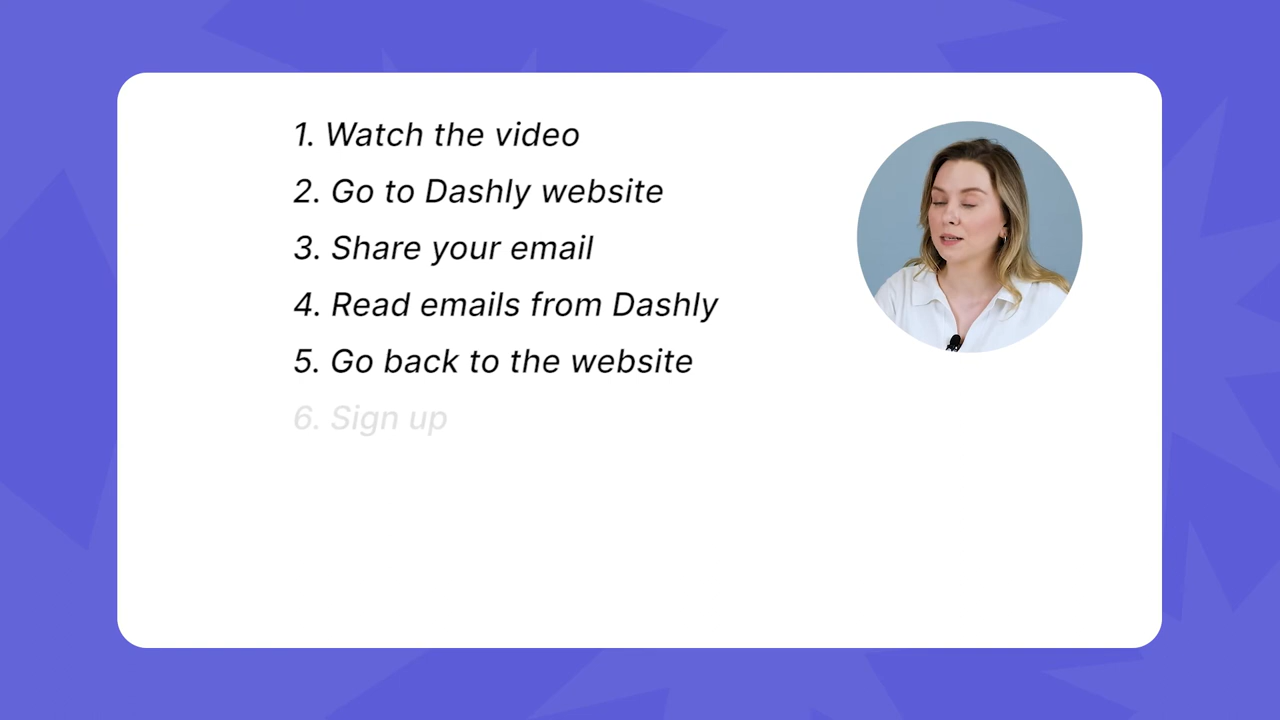 1. Watch the video
2. Go to Dashly website
3. Share your email
4. Read emails from Dashly
5. Go back to the website
6. Sign up